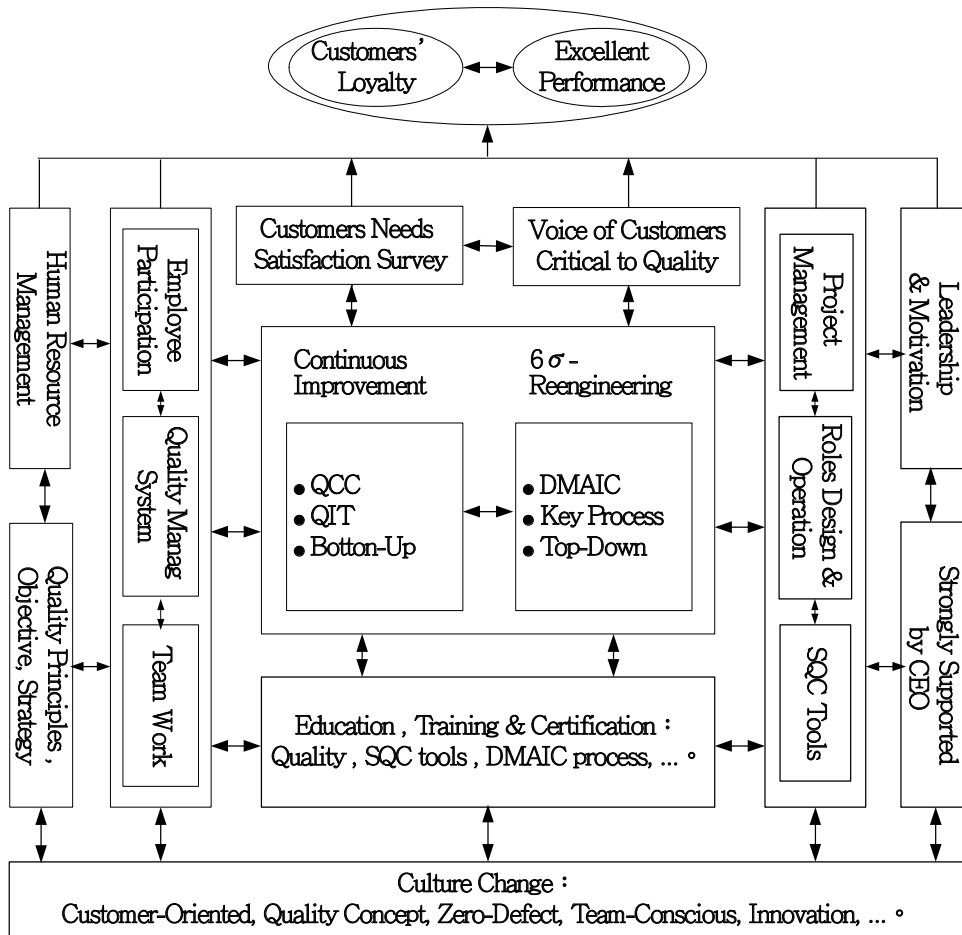 Customers’
Loyalty
Excellent
Performance
Customers Needs
Satisfaction Survey
Voice of Customers
Critical to Quality
Human Resource
Management
Employee
Participation
Continuous
Improvement
6σ-
Reengineering
Project
Management
Leadership
& Motivation
Quality Manag
System
• QCC
• QIT
• Botton-Up
• DMAIC
• Key Process
• Top-Down
Roles Design &
Operation
Quality Principles ,
Objective, Strategy
Team Work
Education , Training & Certification :
Quality , SQC tools , DMAIC process, ... 。
SQC Tools
Strongly Supported
by CEO
Culture Change :
Customer-Oriented, Quality Concept, Zero-Defect, Team-Conscious, Innovation, ... 。